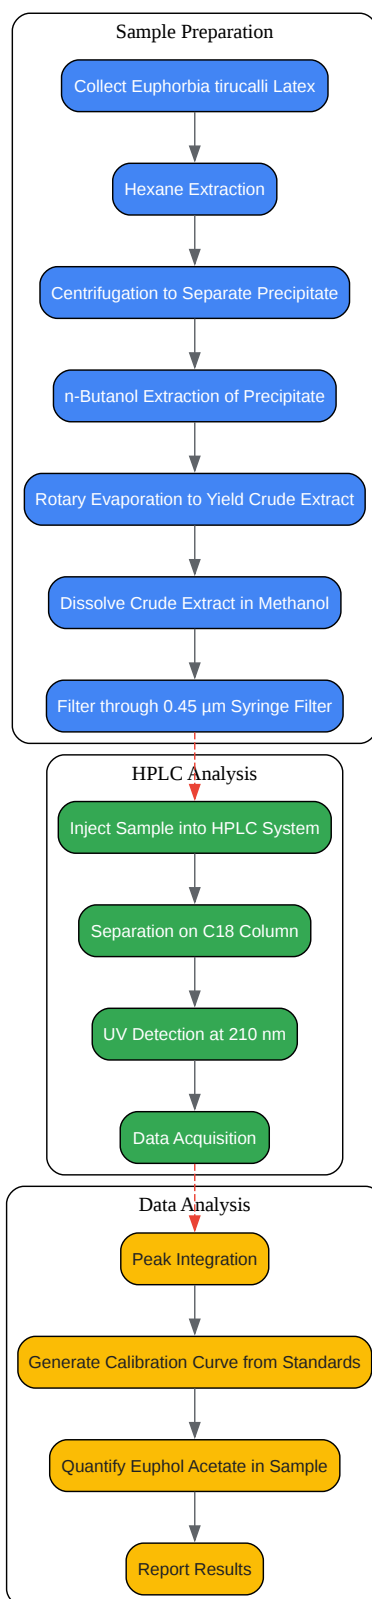 Sample Preparation
Collect Euphorbia tirucalli Latex
Hexane Extraction
Centrifugation to Separate Precipitate
n-Butanol Extraction of Precipitate
Rotary Evaporation to Yield Crude Extract
Dissolve Crude Extract in Methanol
Filter through 0.45 µm Syringe Filter
HPLC Analysis
Inject Sample into HPLC System
Separation on C18 Column
UV Detection at 210 nm
Data Acquisition
Data Analysis
Peak Integration
Generate Calibration Curve from Standards
Quantify Euphol Acetate in Sample
Report Results